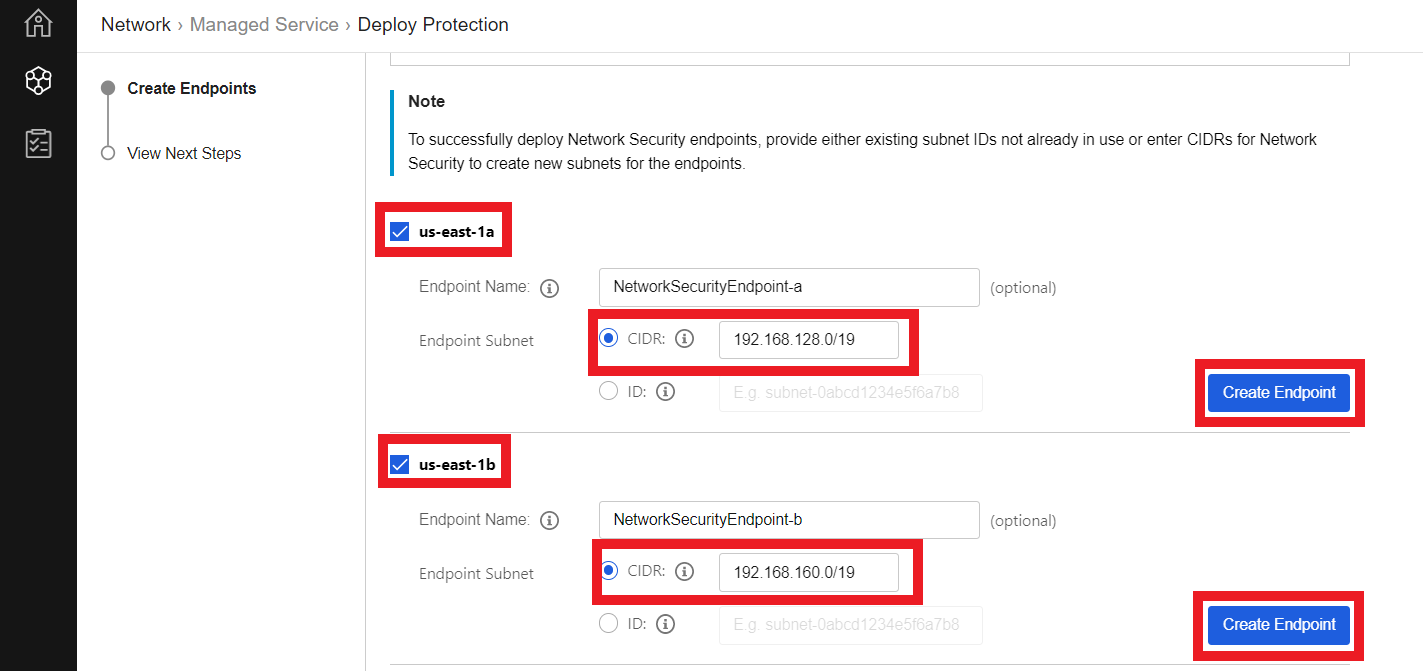 Network › Managed Service › Deploy Protection
Create Endpoints
View Next Steps
Note
To successfully deploy Network Security endpoints, provide either existing subnet IDs not already in use or enter CIDRs for Network
Security to create new subnets for the endpoints.
us-east-1a
Endpoint Name: NetworkSecurityEndpoint-a (optional)
Endpoint Subnet CIDR: 192.168.128.0/19
ID: E.g. subnet-0abcd1234e5f6a7b8 Create Endpoint
us-east-1b
Endpoint Name: NetworkSecurityEndpoint-b (optional)
Endpoint Subnet CIDR: 192.168.160.0/19
ID: E.g. subnet-0abcd1234e5f6a7b8 Create Endpoint